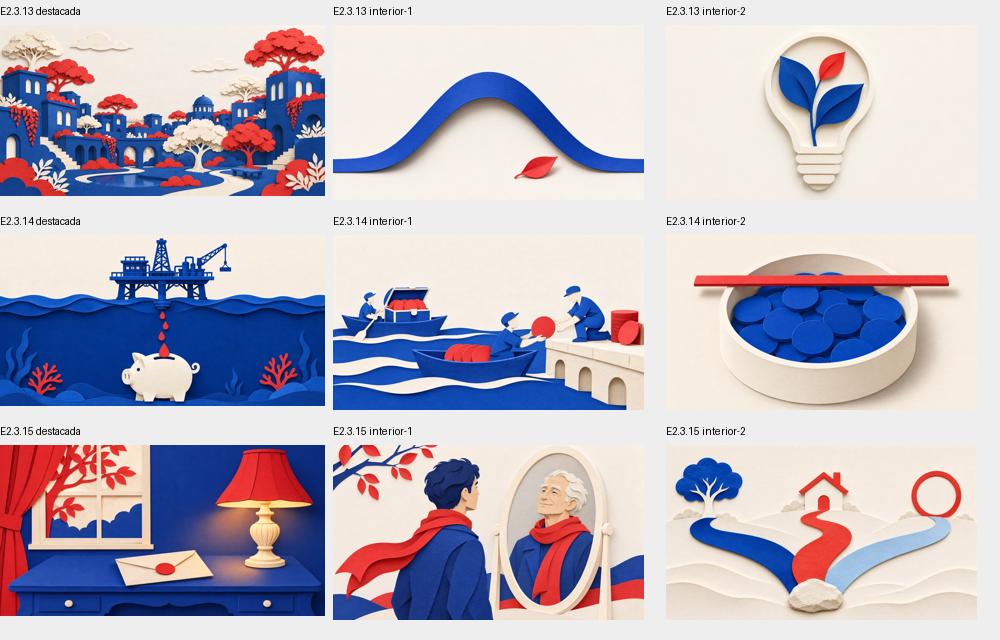 E2.3.13 destacada
E2.3.13 interior-1
E2.3.13 interior-2
E2.3.14 destacada
E2.3.14 interior-1
E2.3.14 interior-2
E2.3.15 destacada
E2.3.15 interior-1
E2.3.15 interior-2